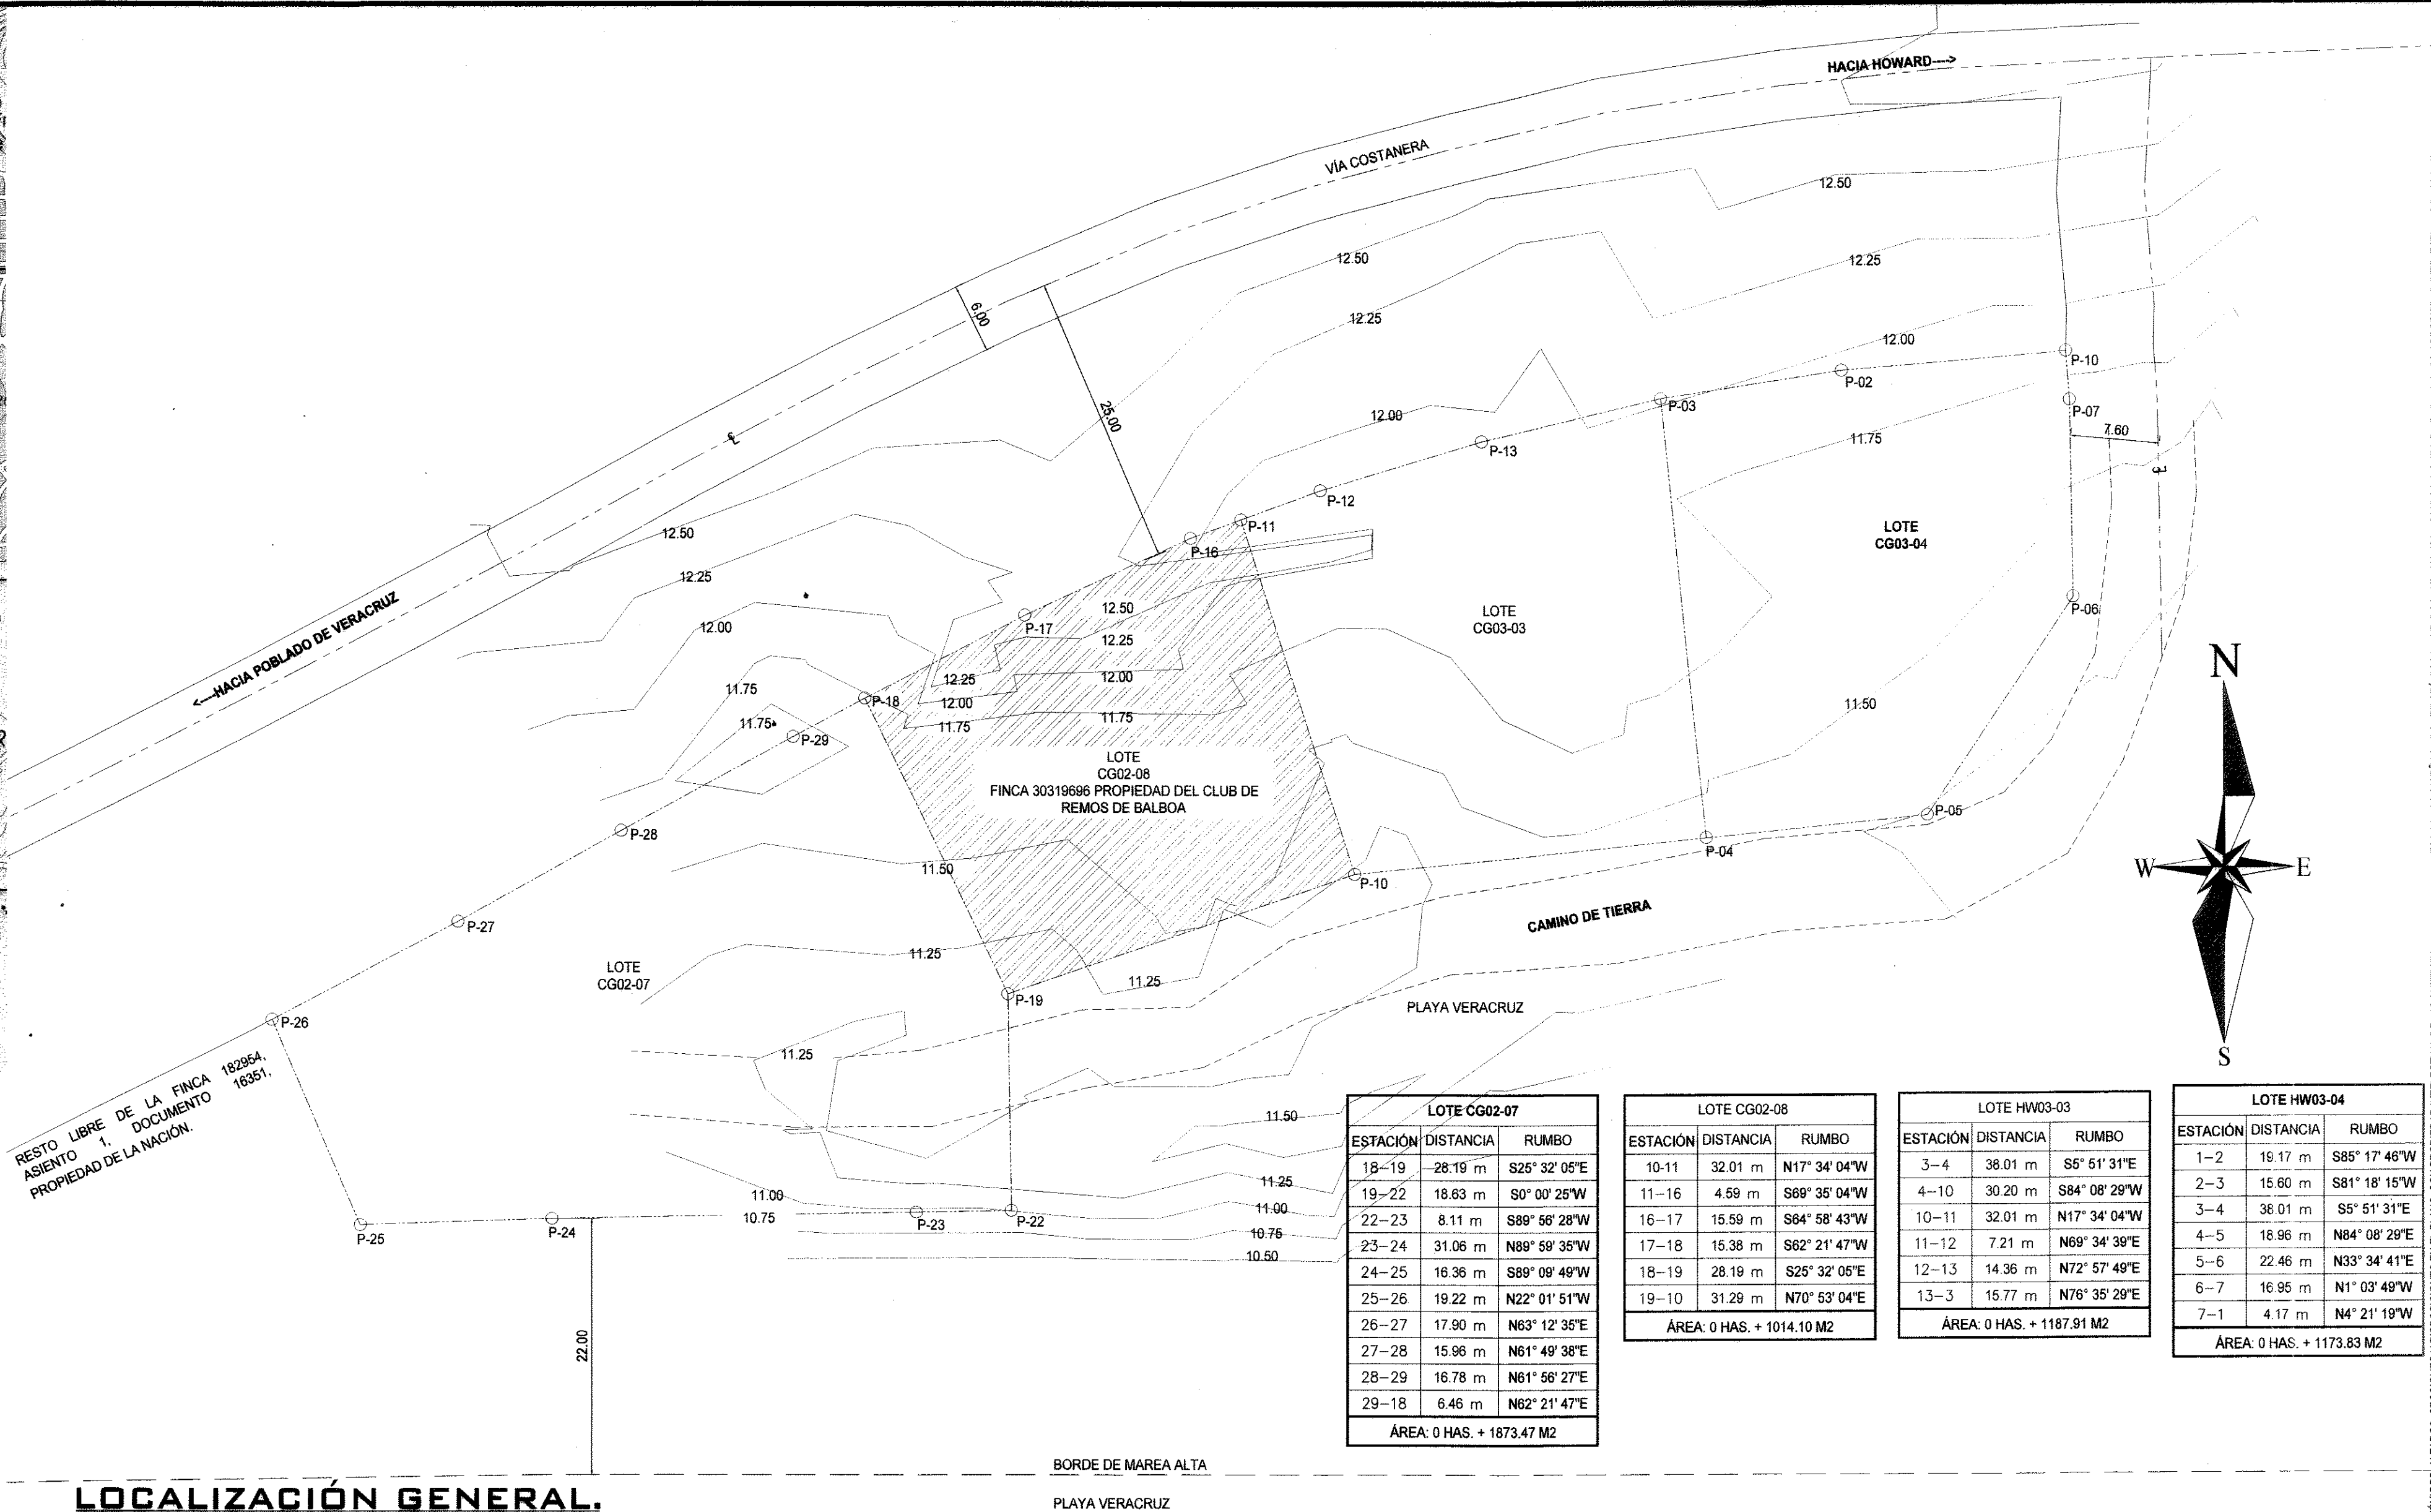 HACIA HOWARD---->
VÍA COSTANERA
12.50
12.50
12.25
12.25
6.00
25.00
12.00
P-10
P-02
P-03
P-07
12.00
7.60
11.75
P-13
P-12
P-11
P-16
12.50
12.25
LOTE
CG03-04
<----HACIA POBLADO DE VERACRUZ
12.00
P-17
12.50
12.25
LOTE
CG03-03
P-06
N
11.75
P-18
12.25
12.00
12.00
11.75
11.75
11.75
P-29
11.50
LOTE
CG02-08
FINCA 30319696 PROPIEDAD DEL CLUB DE
REMOS DE BALBOA
P-28
P-05
P-04
W
E
11.50
P-10
P-27
CAMINO DE TIERRA
11.25
LOTE
CG02-07
11.25
P-19
PLAYA VERACRUZ
P-26
S
11.25
RESTO LIBRE DE LA FINCA 182954,
ASIENTO 1, DOCUMENTO 16351,
PROPIEDAD DE LA NACIÓN.
11.50
11.25
11.00
11.00
10.75
10.75
10.50
P-25
P-24
P-23
P-22
22.00
LOTE CG02-07
ESTACIÓN DISTANCIA RUMBO
18-19 28.19 m S25° 32' 05"E
19-22 18.63 m S0° 00' 25"W
22-23 8.11 m S89° 56' 28"W
23-24 31.06 m N89° 59' 35"W
24-25 16.36 m S89° 09' 49"W
25-26 19.22 m N22° 01' 51"W
26-27 17.90 m N63° 12' 35"E
27-28 15.96 m N61° 49' 38"E
28-29 16.78 m N61° 56' 27"E
29-18 6.46 m N62° 21' 47"E
ÁREA: 0 HAS. + 1873.47 M2
LOTE CG02-08
ESTACIÓN DISTANCIA RUMBO
10-11 32.01 m N17° 34' 04"W
11-16 4.59 m S69° 35' 04"W
16-17 15.59 m S64° 58' 43"W
17-18 15.38 m S62° 21' 47"W
18-19 28.19 m S25° 32' 05"E
19-10 31.29 m N70° 53' 04"E
ÁREA: 0 HAS. + 1014.10 M2
LOTE HW03-03
ESTACIÓN DISTANCIA RUMBO
3-4 38.01 m S5° 51' 31"E
4-10 30.20 m S84° 08' 29"W
10-11 32.01 m N17° 34' 04"W
11-12 7.21 m N69° 34' 39"E
12-13 14.36 m N72° 57' 49"E
13-3 15.77 m N76° 35' 29"E
ÁREA: 0 HAS. + 1187.91 M2
LOTE HW03-04
ESTACIÓN DISTANCIA RUMBO
1-2 19.17 m S85° 17' 46"W
2-3 15.60 m S81° 18' 15"W
3-4 38.01 m S5° 51' 31"E
4-5 18.96 m N84° 08' 29"E
5-6 22.46 m N33° 34' 41"E
6-7 16.95 m N1° 03' 49"W
7-1 4.17 m N4° 21' 19"W
ÁREA: 0 HAS. + 1173.83 M2
BORDE DE MAREA ALTA
LOCALIZACIÓN GENERAL.
PLAYA VERACRUZ